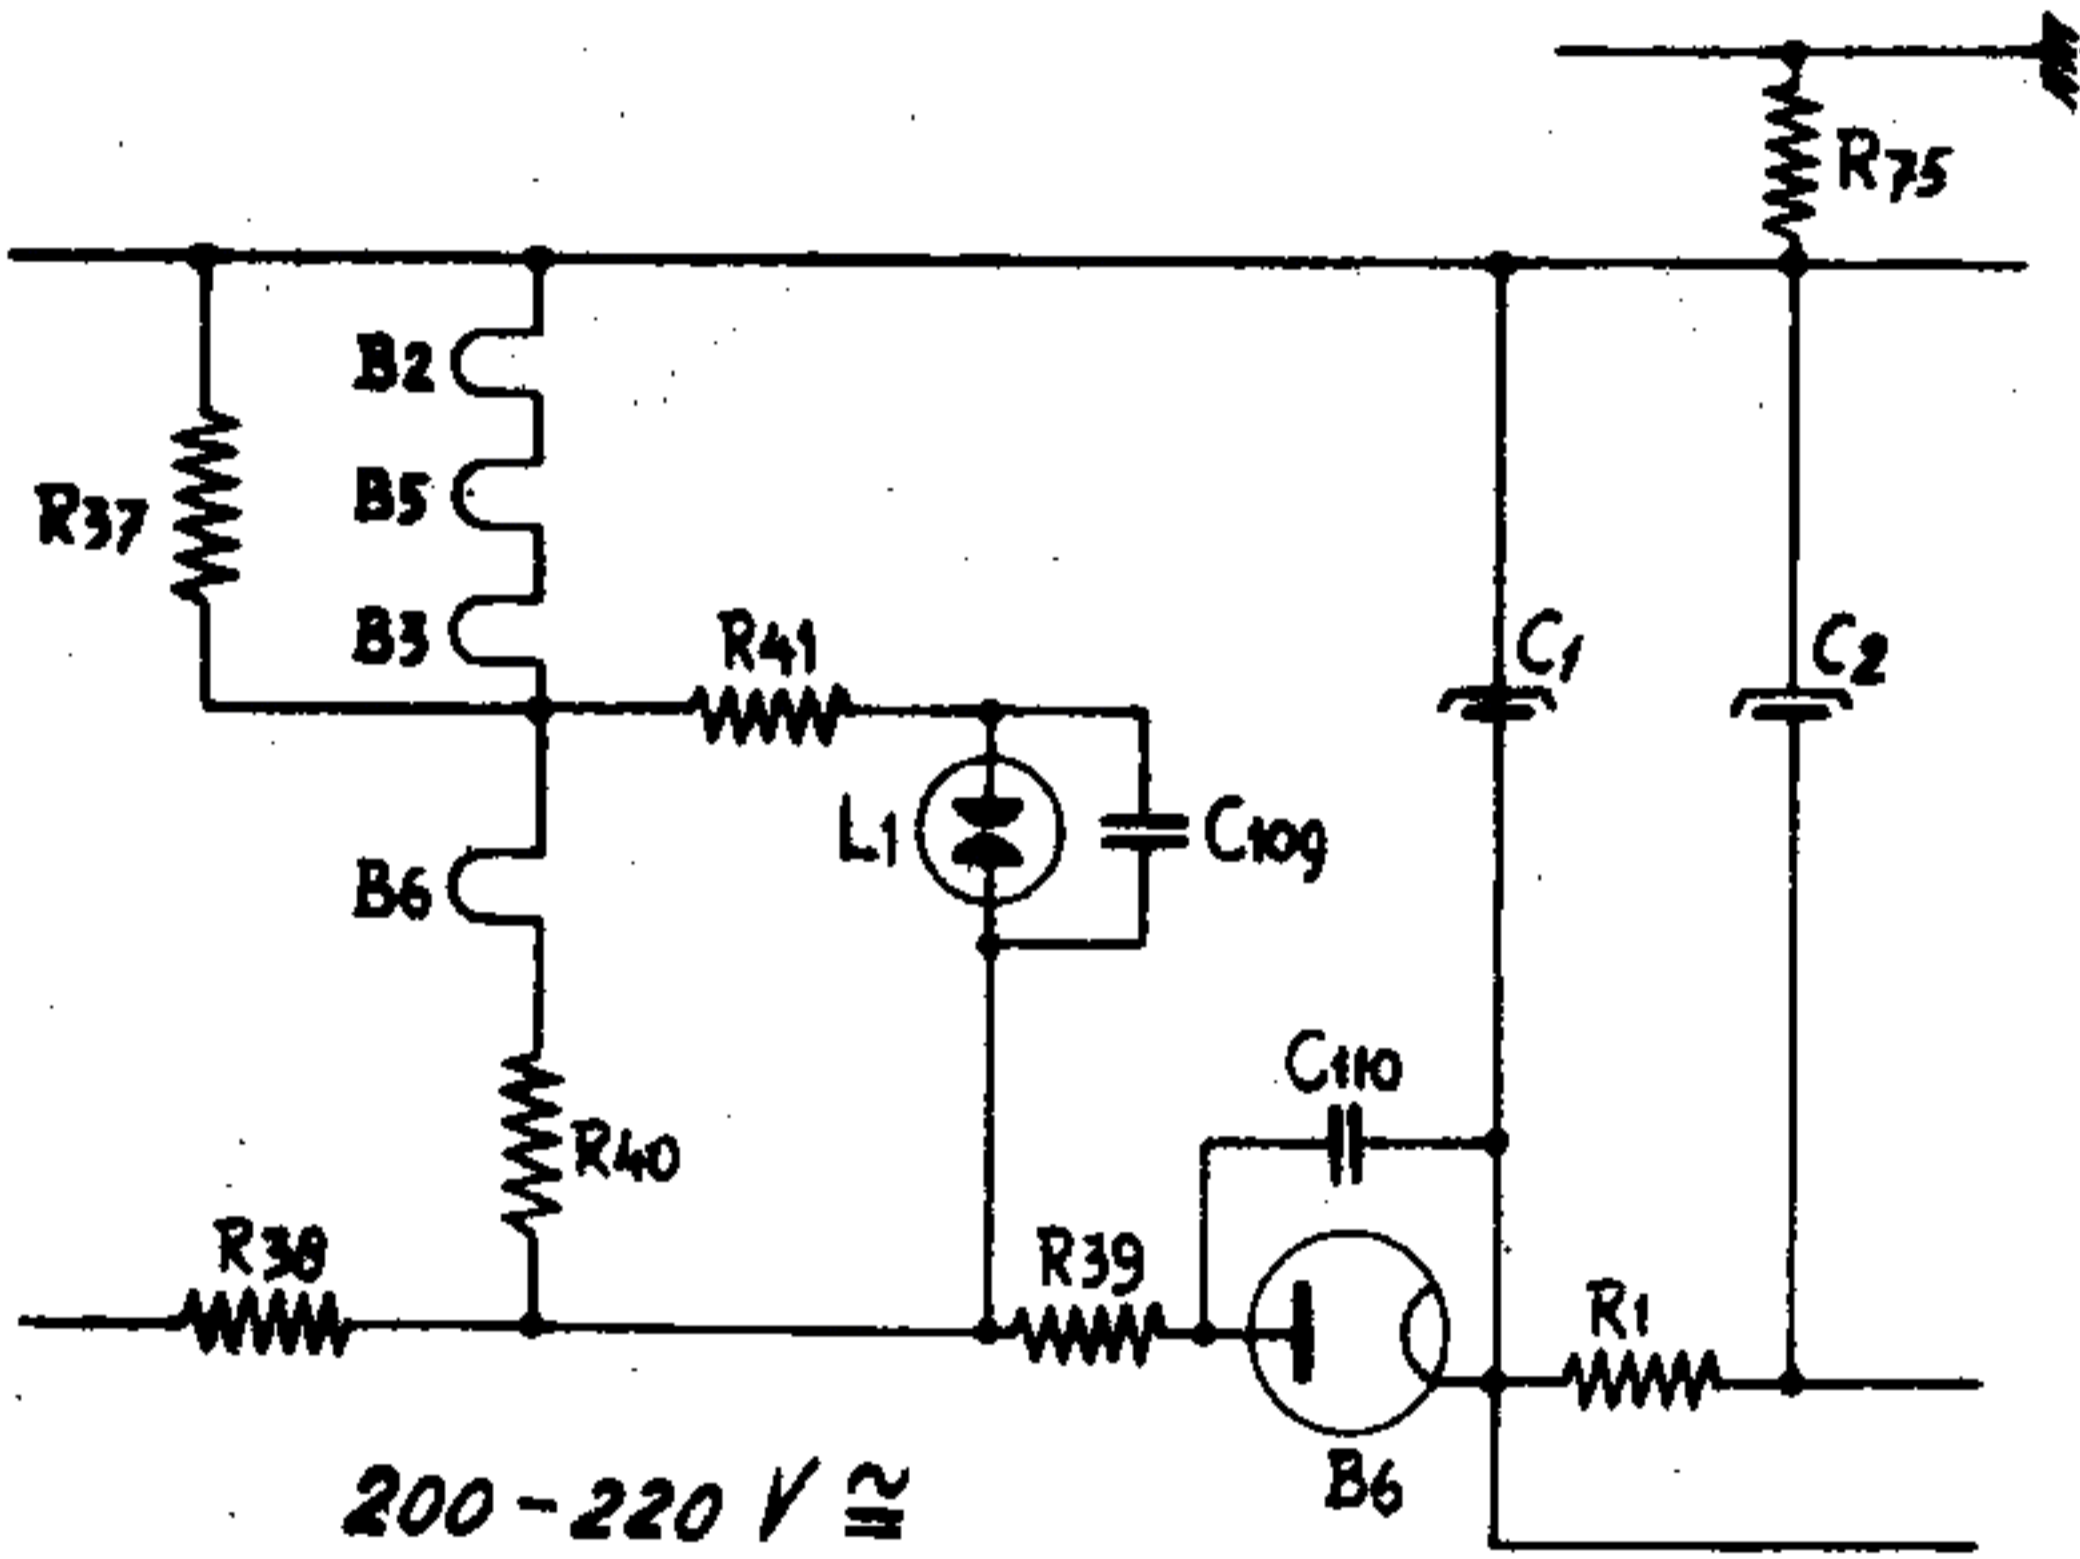 R75
B2
B5
R37
B3
R41
C1
C2
L1
C109
B6
C110
R40
R38
R39
R1
B6
200-220 V ≅